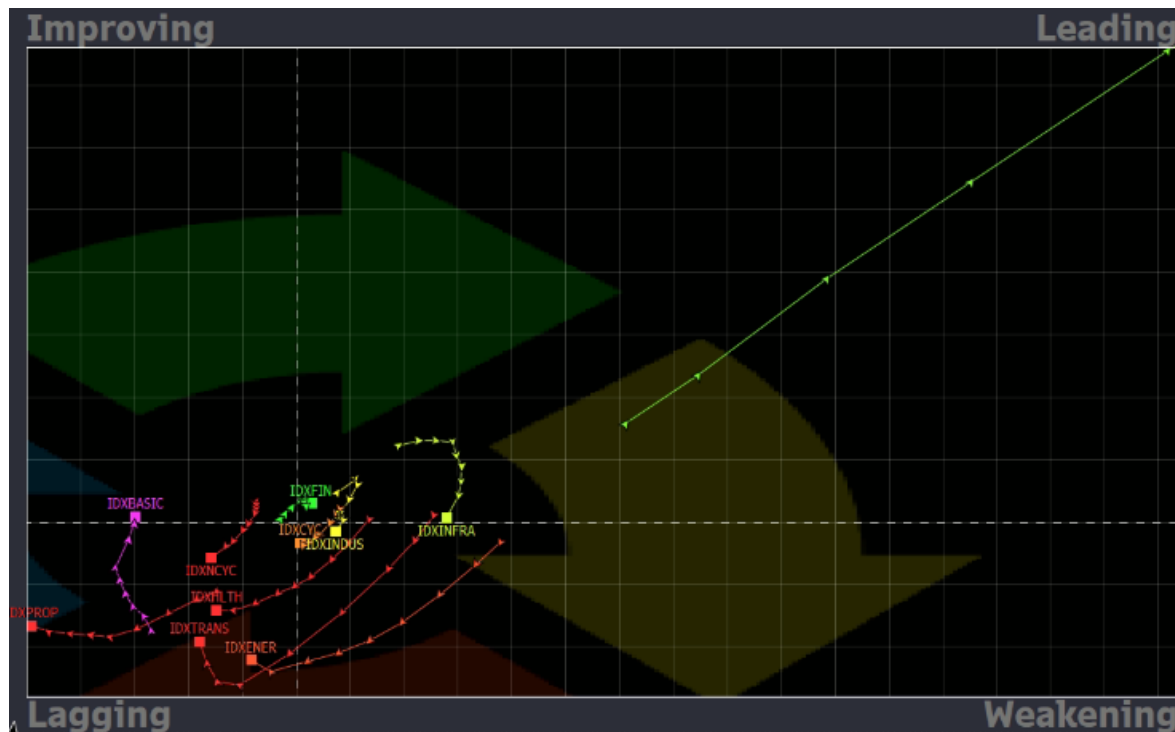 Improving
Leading
IDXBASIC
IDXFIN
IDXCYC
IDXINDUS
IDXINFRA
IDXNCYC
IDXHLTH
DXPROP
IDXTRANS
IDXENER
Lagging
Weakening